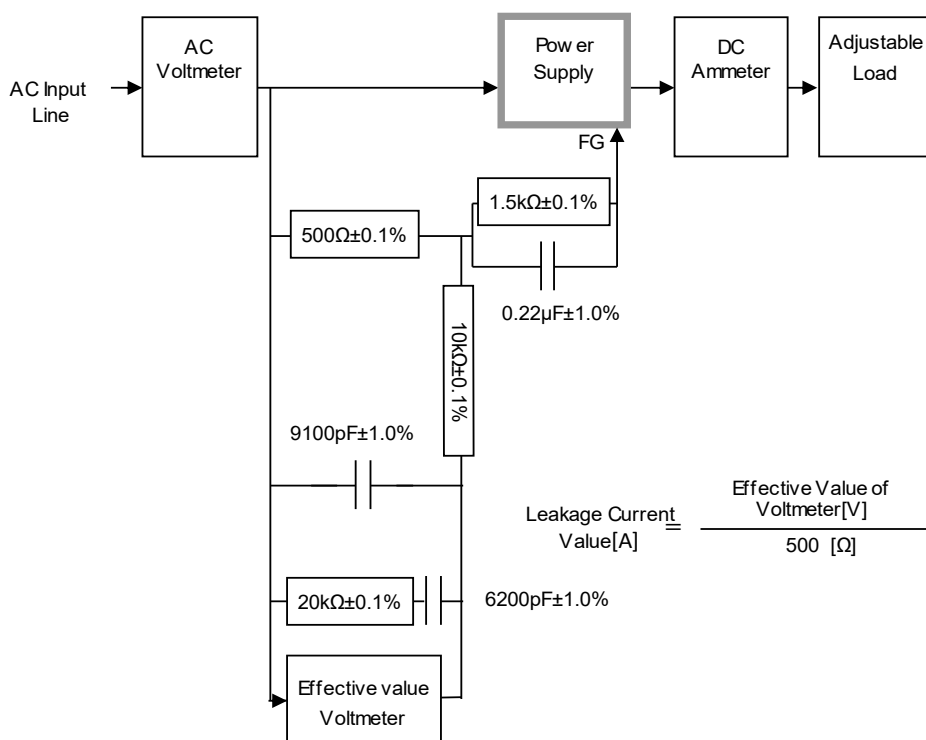 AC
Voltmeter
Power
Supply
DC
Ammeter
Adjustable
Load
AC Input
Line
FG
1.5kΩ±0.1%
500Ω±0.1%
0.22μF±1.0%
10kΩ±0.1%
9100pF±1.0%
Leakage Current
Value[A]
=
Effective Value of
Voltmeter[V]
500 [Ω]
20kΩ±0.1%
6200pF±1.0%
Effective value
Voltmeter